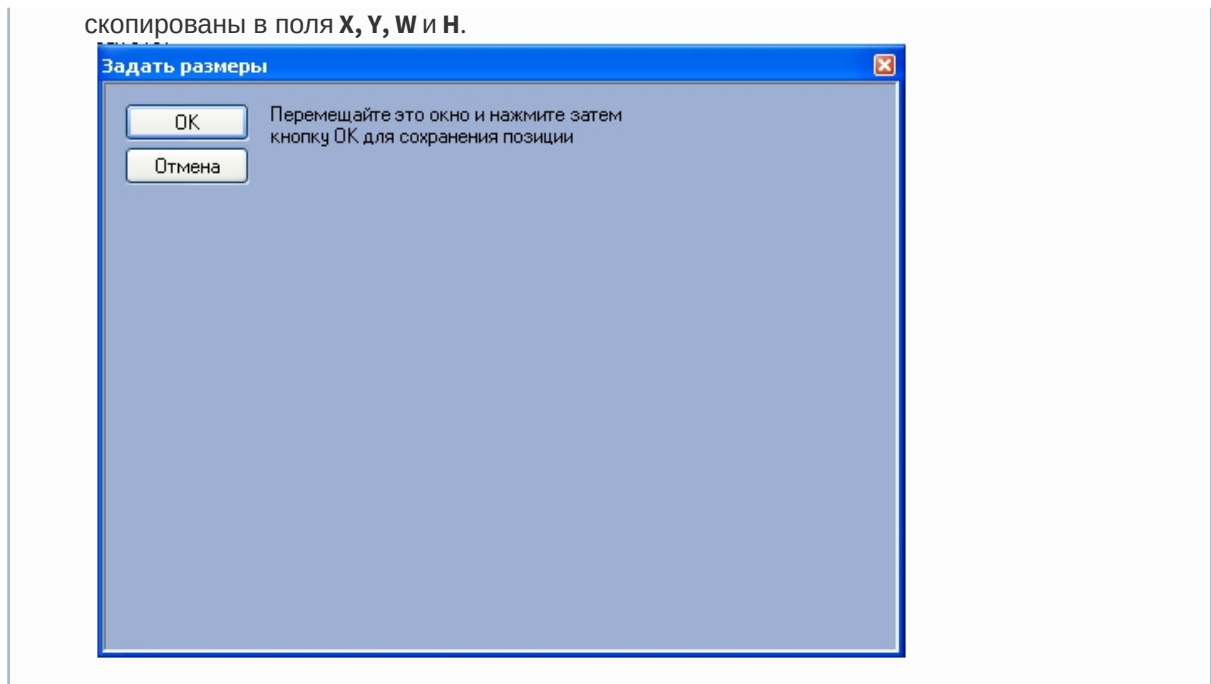 скопированы в поля X, Y, W и H.
Задать размеры
OK
Перемещайте это окно и нажмите затем
кнопку OK для сохранения позиции
Отмена